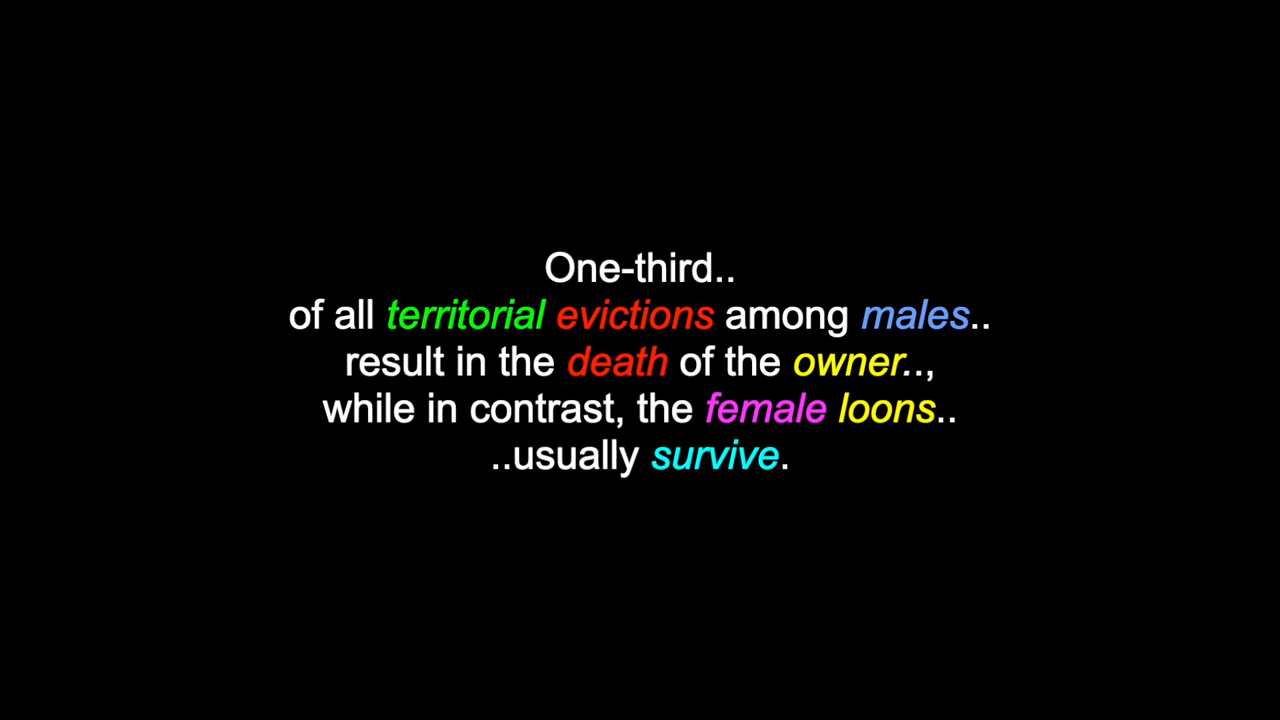 One-third..
of all territorial evictions among males..
result in the death of the owner..,
while in contrast, the female loons..
..usually survive.